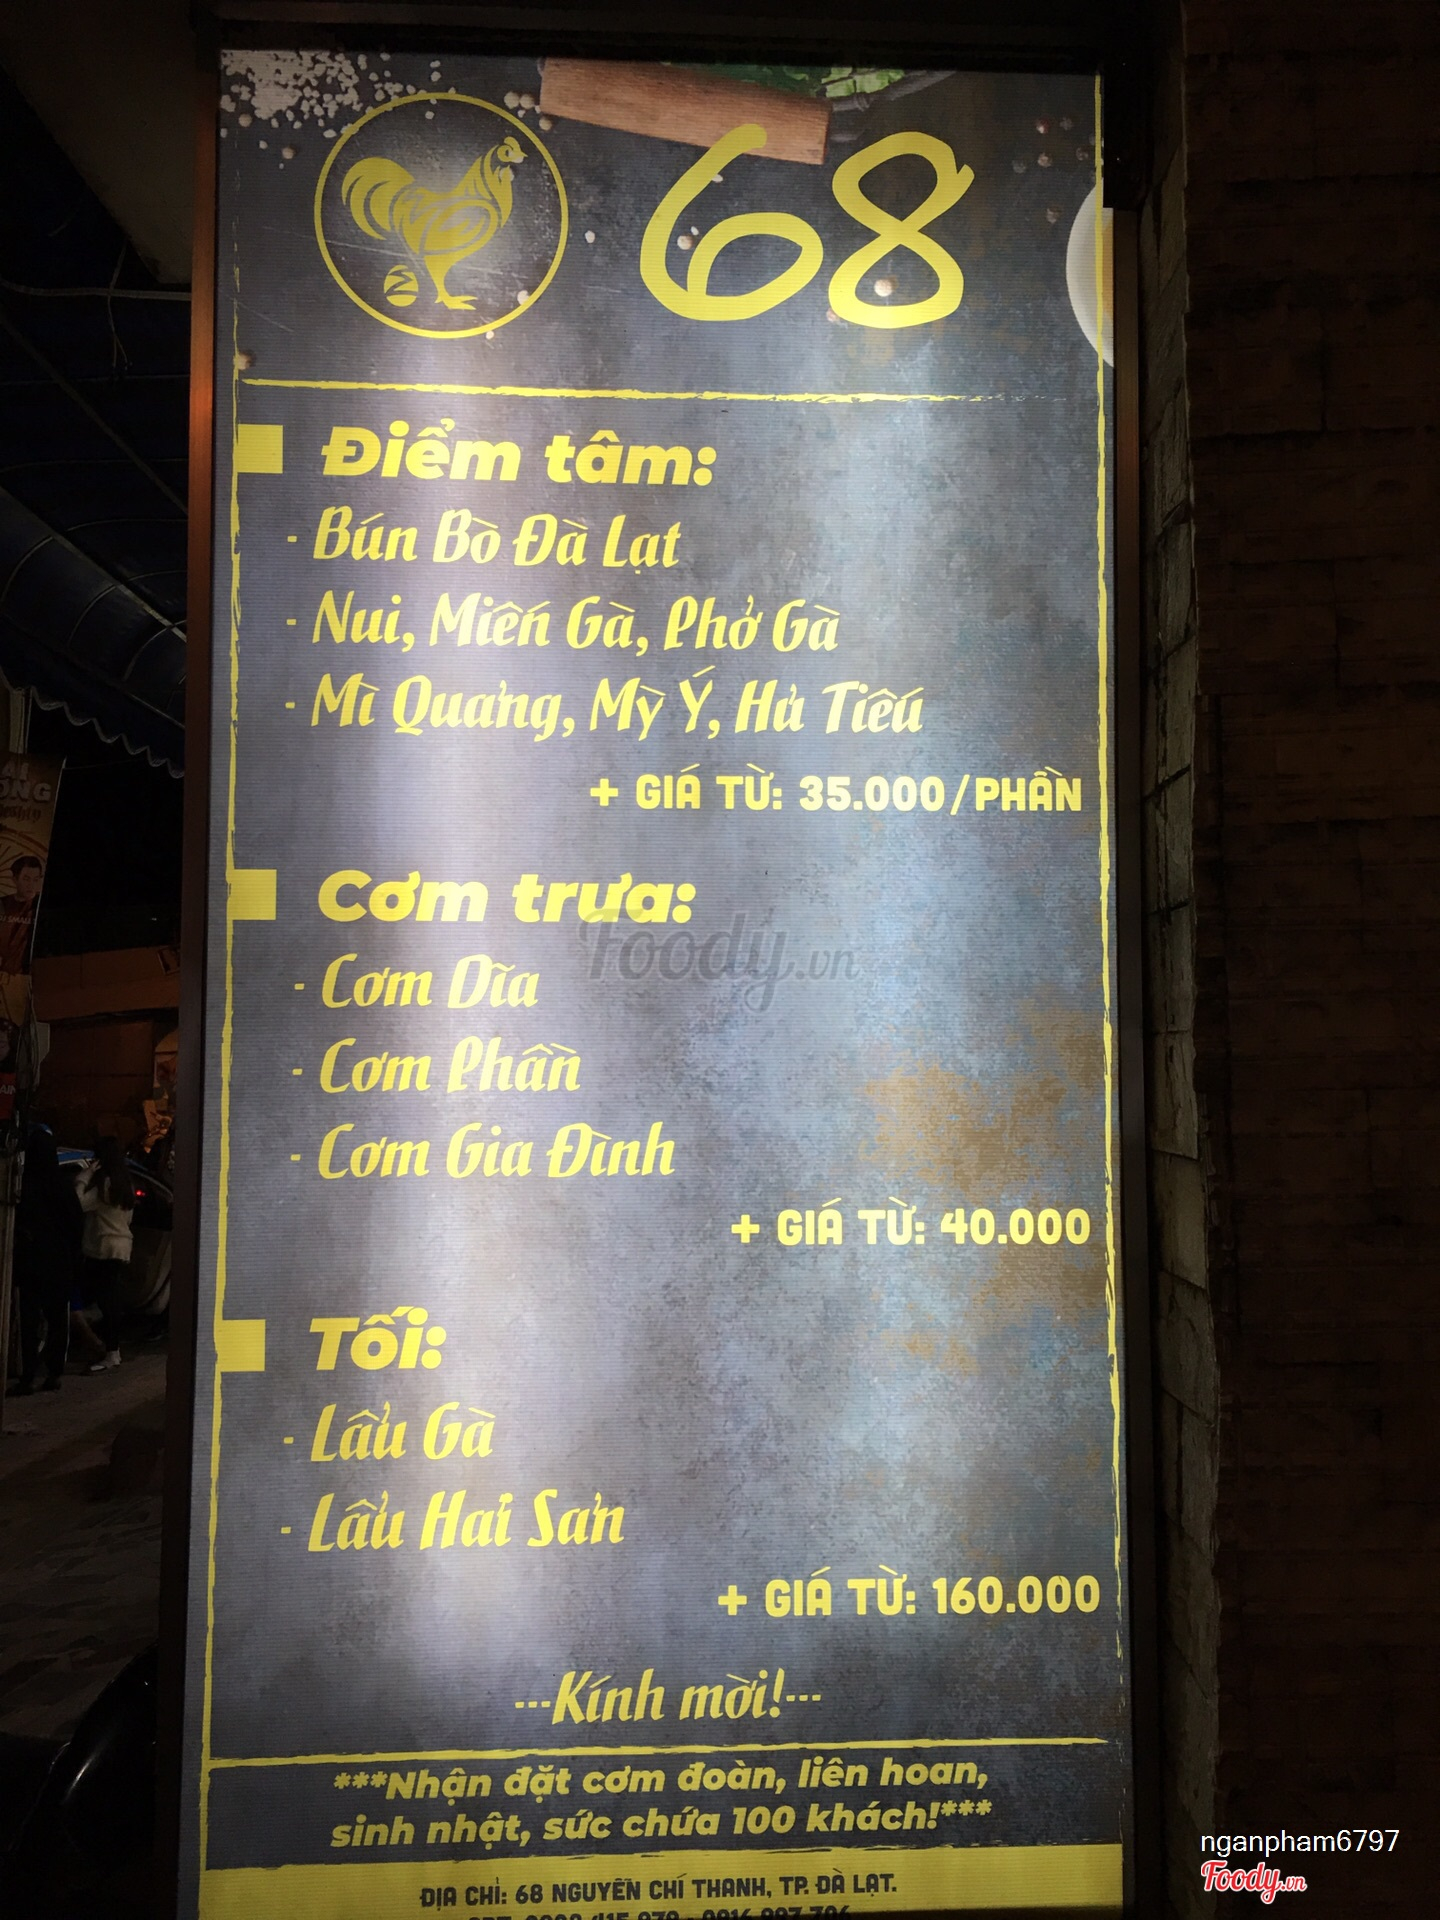 68
Điểm tâm:
- Bún Bò Đà Lạt
- Nui, Miến Gà, Phở Gà
- Mì Quảng, Mỳ Ý, Hủ Tiếu
+ GIÁ TỪ: 35.000/PHẦN
Cơm trưa:
Foody.vn
- Cơm Dĩa
- Cơm Phần
- Cơm Gia Đình
+ GIÁ TỪ: 40.000
Tối:
- Lẩu Gà
- Lẩu Hải Sản
+ GIÁ TỪ: 160.000
---Kính mời!---
***Nhận đặt cơm đoàn, liên hoan,
sinh nhật, sức chứa 100 khách!***
ĐỊA CHỈ: 68 NGUYỄN CHÍ THANH, TP. ĐÀ LẠT.
nganpham6797
Foody.vn